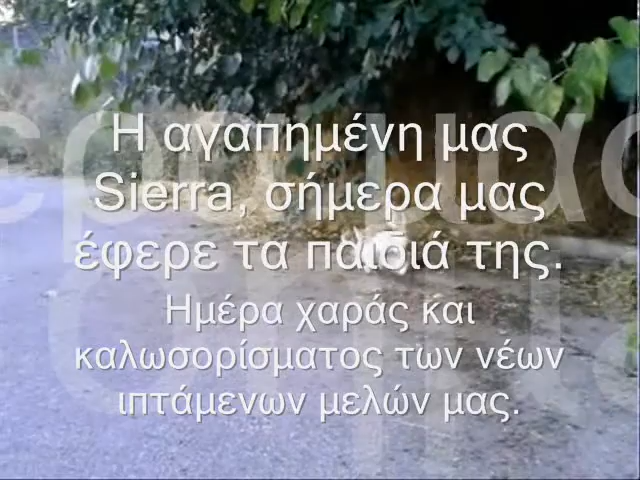 Η αγαπημένη μας
Sierra, σήμερα μας
έφερε τα παιδιά της.
Ημέρα χαράς και
καλωσορίσματος των νέων
ιπτάμενων μελών μας.